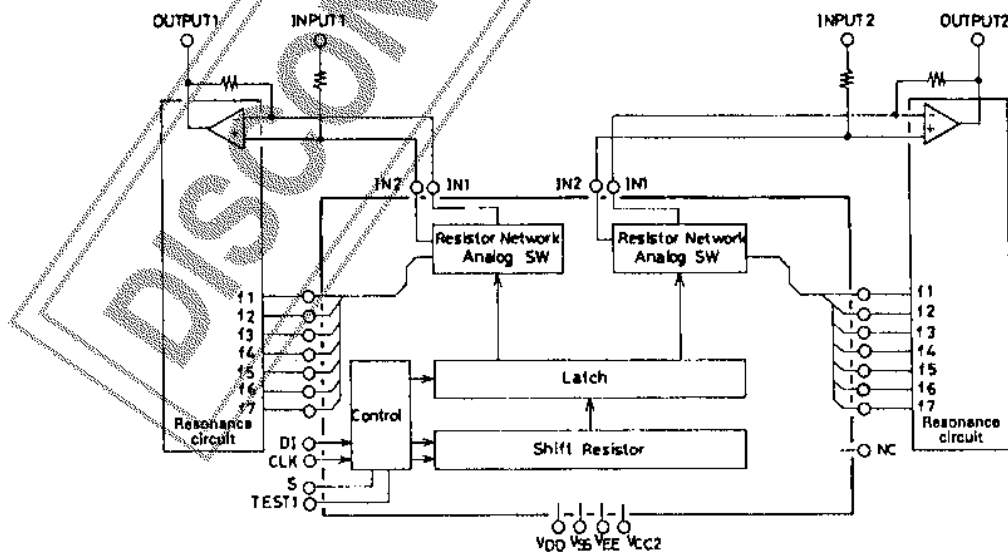 OUTPUT1 INPUT1 INPUT2 OUTPUT2
DISCON
IN2 IN1 IN2 IN1
Resistor Network
Analog SW
Resistor Network
Analog SW
f1 f1
f2 f2
f3 f3
f4 f4
f5 f5
f6 f6
f7 f7
Resonance
circuit
Resonance
circuit
Latch
Control
Shift Resistor
DI
CLK
S
TEST1
NC
VDD VSS VEE VCC2